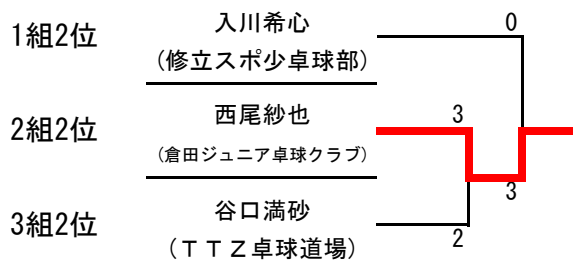 1組2位
入川希心
(修立スポ少卓球部)
0
2組2位
西尾紗也
(倉田ジュニア卓球クラブ)
3
3
3組2位
谷口満砂
(ＴＴＺ卓球道場)
2